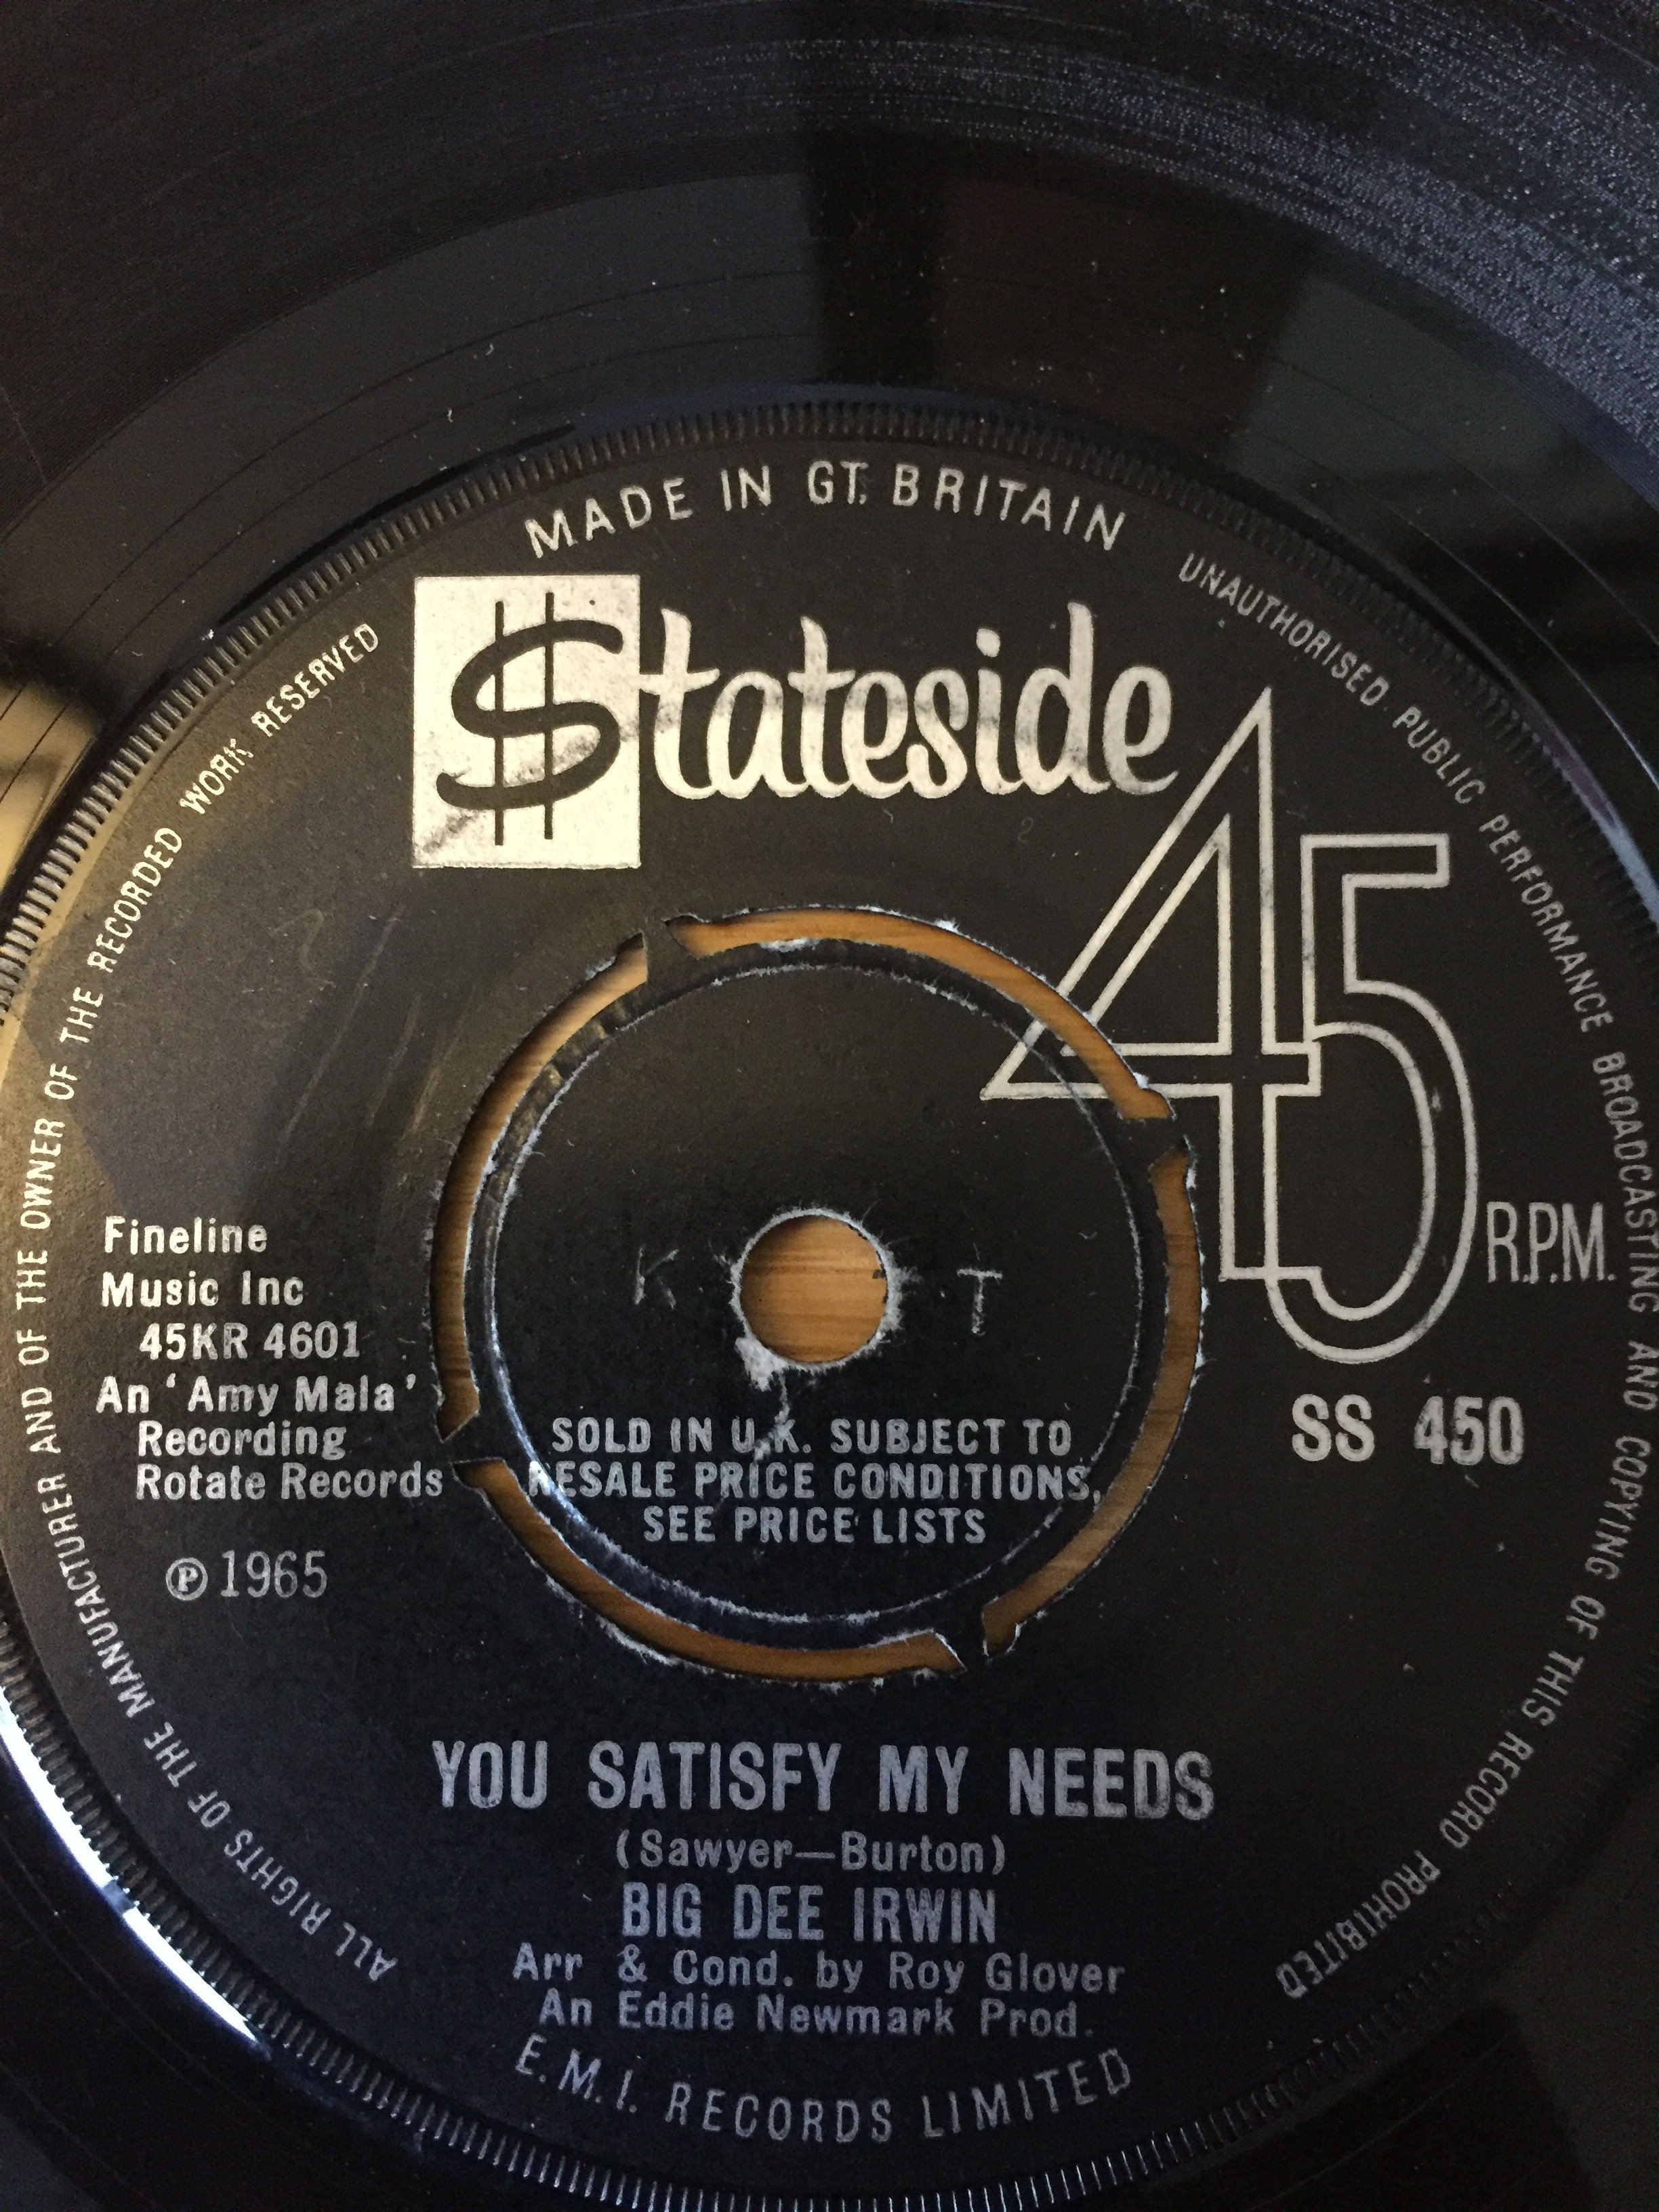 MADE IN GT. BRITAIN
UNAUTHORISED PUBLIC PERFORMANCE BROADCASTING AND COPYING OF THIS RECORD PROHIBITED
ALL RIGHTS OF THE MANUFACTURER AND OF THE OWNER OF THE RECORDED WORK RESERVED
$tateside
45
R.P.M.
Fineline
Music Inc
45KR 4601
An ‘Amy Mala’
Recording
Rotate Records
℗ 1965
K T
SOLD IN U.K. SUBJECT TO
RESALE PRICE CONDITIONS,
SEE PRICE LISTS
SS 450
YOU SATISFY MY NEEDS
(Sawyer—Burton)
BIG DEE IRWIN
Arr & Cond. by Roy Glover
An Eddie Newmark Prod.
E.M.I. RECORDS LIMITED